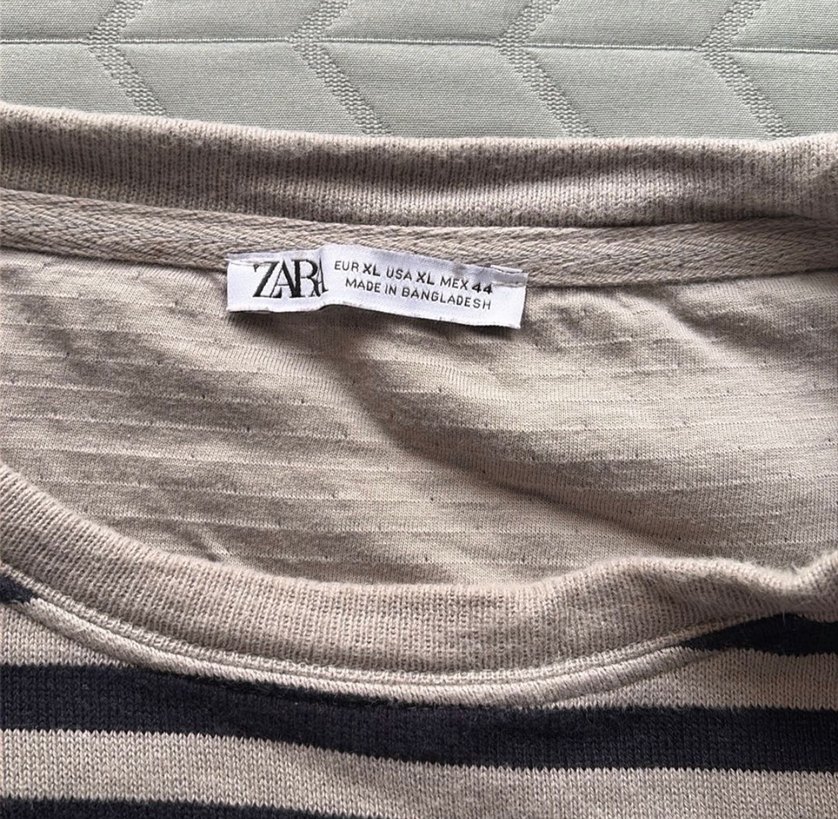 ZARA
EUR XL USA XL MEX 44
MADE IN BANGLADESH